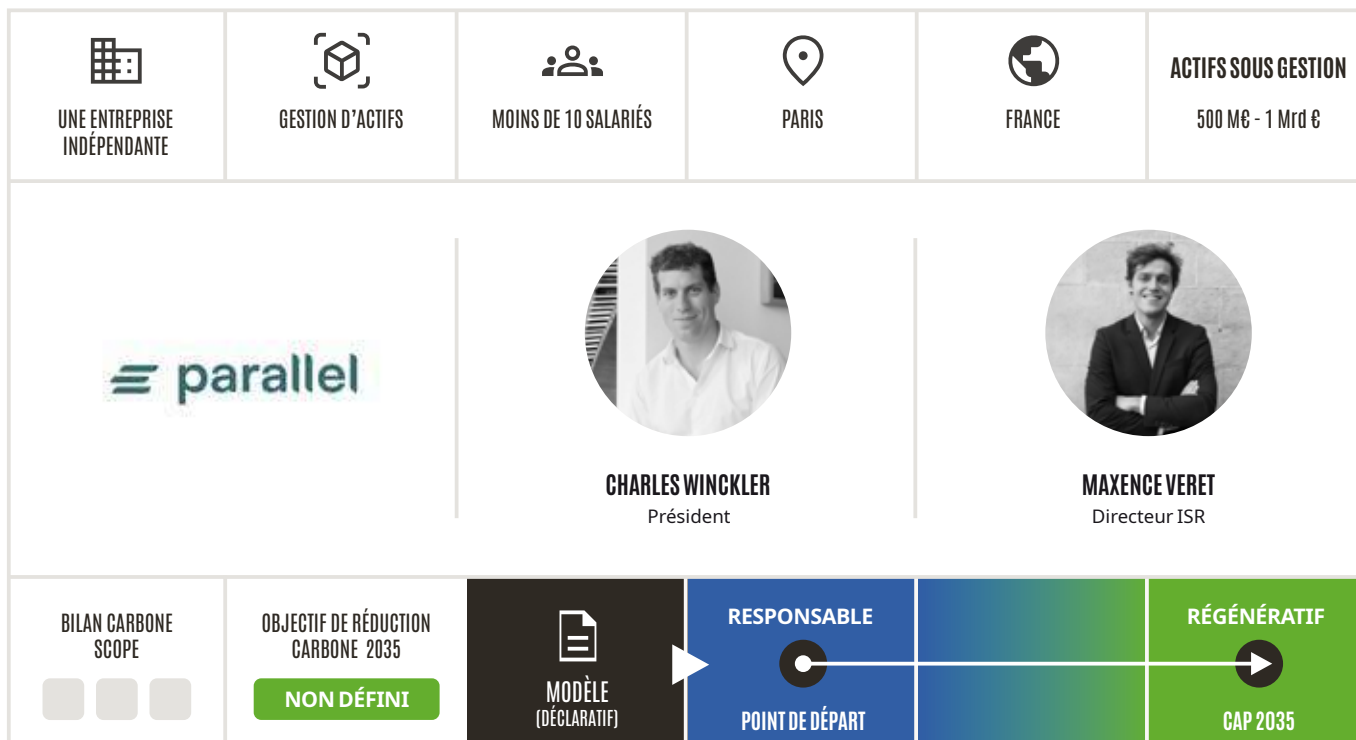 UNE ENTREPRISE
INDÉPENDANTE
GESTION D'ACTIFS
MOINS DE 10 SALARIÉS
PARIS
FRANCE
ACTIFS SOUS GESTION
500 M€ - 1 Mrd €
parallel
CHARLES WINCKLER
Président
MAXENCE VERET
Directeur ISR
BILAN CARBONE
SCOPE
OBJECTIF DE RÉDUCTION
CARBONE 2035
NON DÉFINI
MODÈLE
(DÉCLARATIF)
RESPONSABLE
POINT DE DÉPART
RÉGÉNÉRATIF
CAP 2035